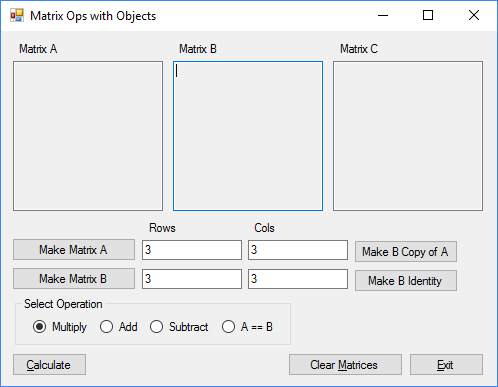 Matrix Ops with Objects
Matrix A Matrix B Matrix C
Rows Cols
Make Matrix A 3 3 Make B Copy of A
Make Matrix B 3 3 Make B Identity
Select Operation
Multiply Add Subtract A == B
Calculate Clear Matrices Exit